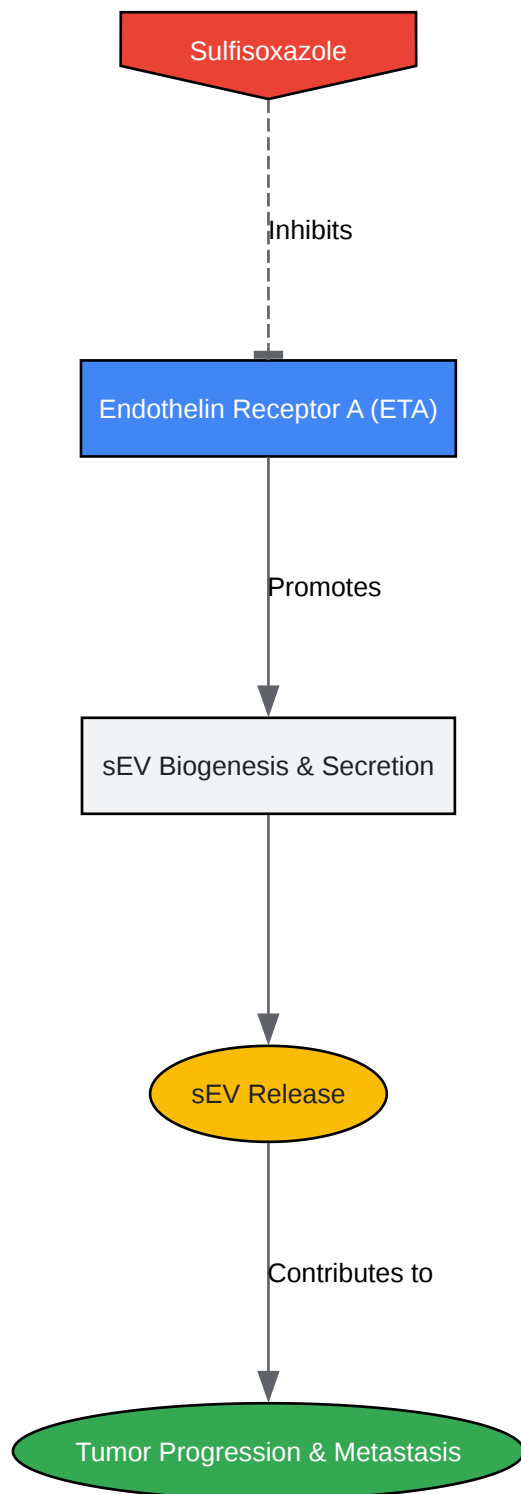 Sulfisoxazole
Inhibits
Endothelin Receptor A (ETA)
Promotes
sEV Biogenesis & Secretion
sEV Release
Contributes to
Tumor Progression & Metastasis